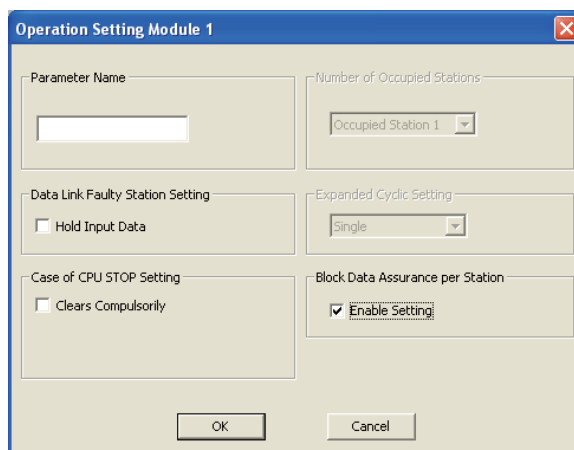 Operation Setting Module 1
Parameter Name
Number of Occupied Stations
Occupied Station 1
Data Link Faulty Station Setting
Hold Input Data
Expanded Cyclic Setting
Single
Case of CPU STOP Setting
Clears Compulsorily
Block Data Assurance per Station
Enable Setting
OK
Cancel